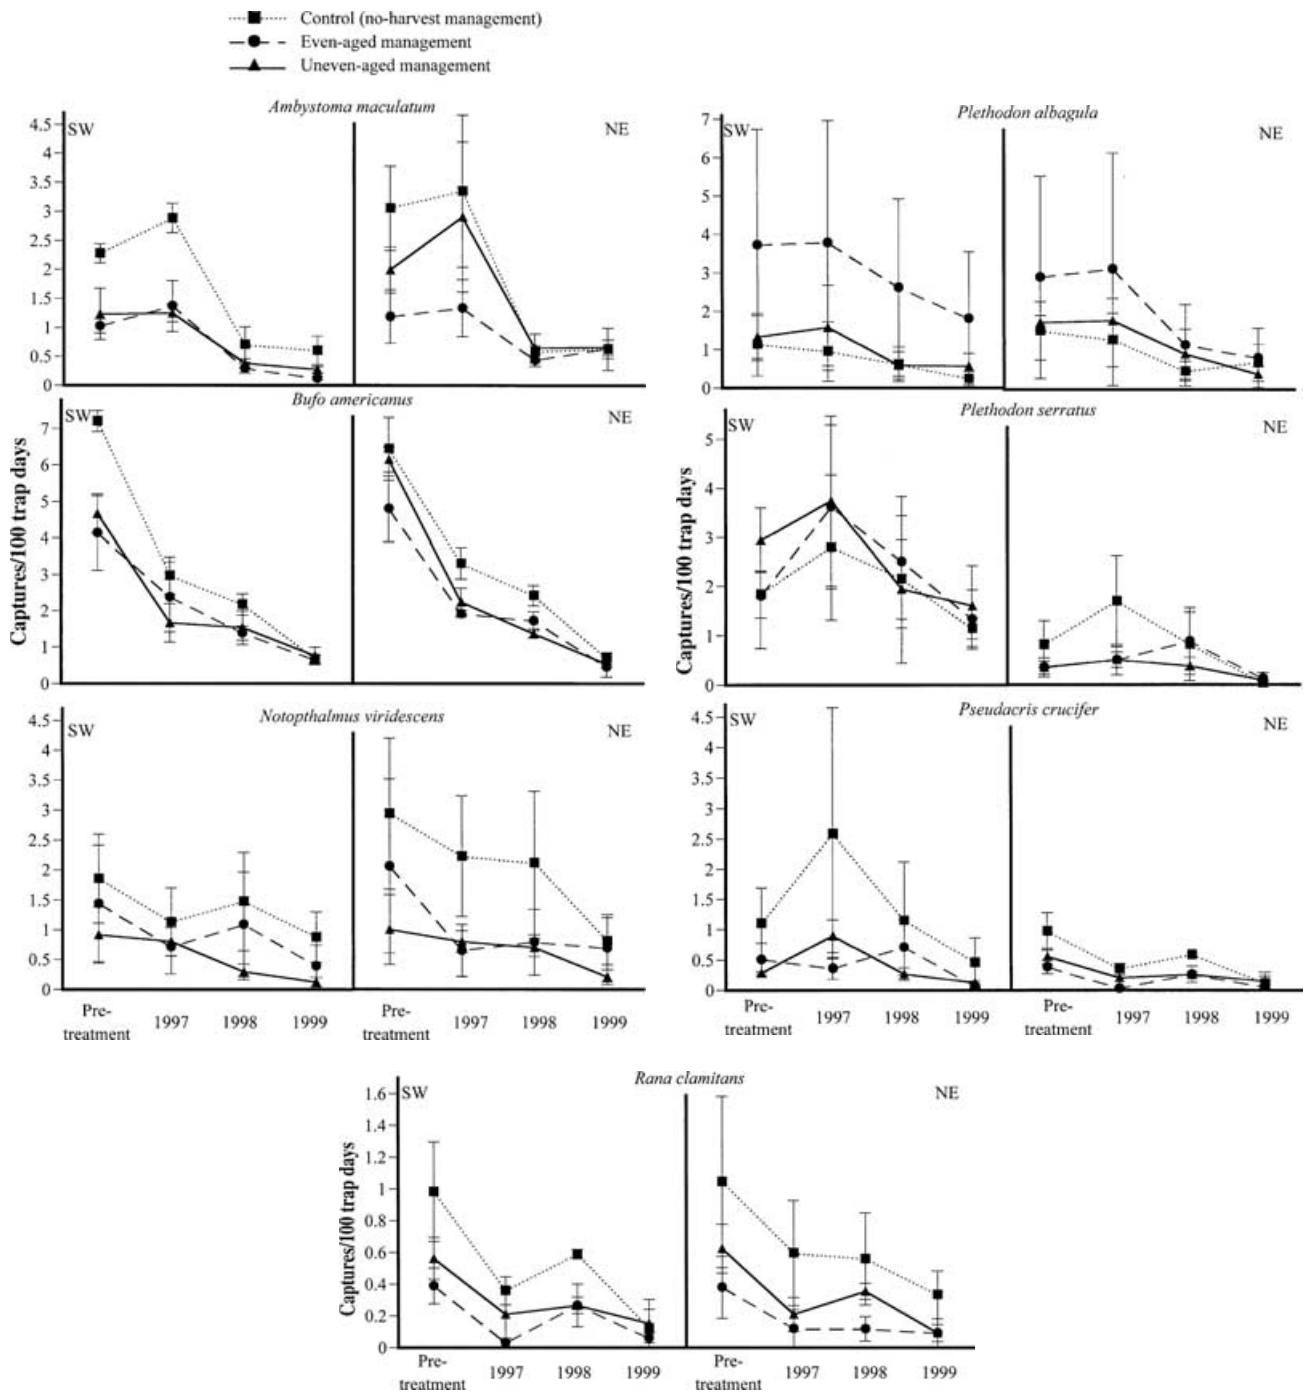 Control (no-harvest management)
Even-aged management
Uneven-aged management
Ambystoma maculatum
SW
NE
4.5
4
3.5
3
2.5
2
1.5
1
0.5
0
Plethodon albagula
SW
NE
7
6
5
4
3
2
1
0
Bufo americanus
SW
NE
Captures/100 trap days
7
6
5
4
3
2
1
0
Plethodon serratus
SW
NE
Captures/100 trap days
5
4
3
2
1
0
Notopthalmus viridescens
SW
NE
4.5
4
3.5
3
2.5
2
1.5
1
0.5
0
Pre-
treatment
1997
1998
1999
Pre-
treatment
1997
1998
1999
Pseudacris crucifer
SW
NE
4.5
4
3.5
3
2.5
2
1.5
1
0.5
0
Pre-
treatment
1997
1998
1999
Pre-
treatment
1997
1998
1999
Rana clamitans
SW
NE
Captures/100 trap days
1.6
1.4
1.2
1
0.8
0.6
0.4
0.2
0
Pre-
treatment
1997
1998
1999
Pre-
treatment
1997
1998
1999